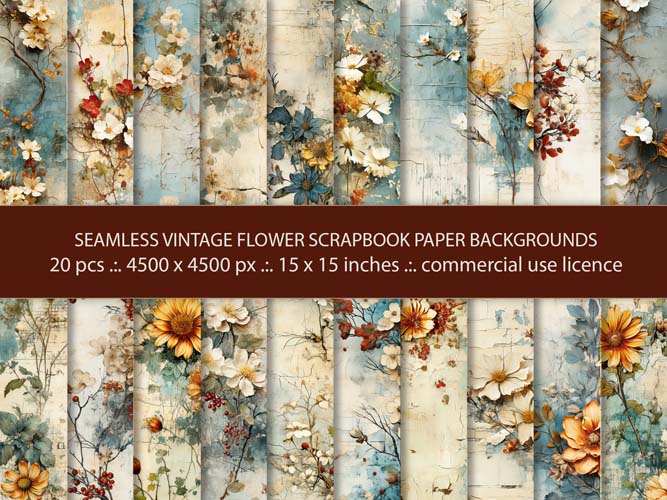 SEAMLESS VINTAGE FLOWER SCRAPBOOK PAPER BACKGROUNDS
20 pcs .:. 4500 x 4500 px .:. 15 x 15 inches .:. commercial use licence